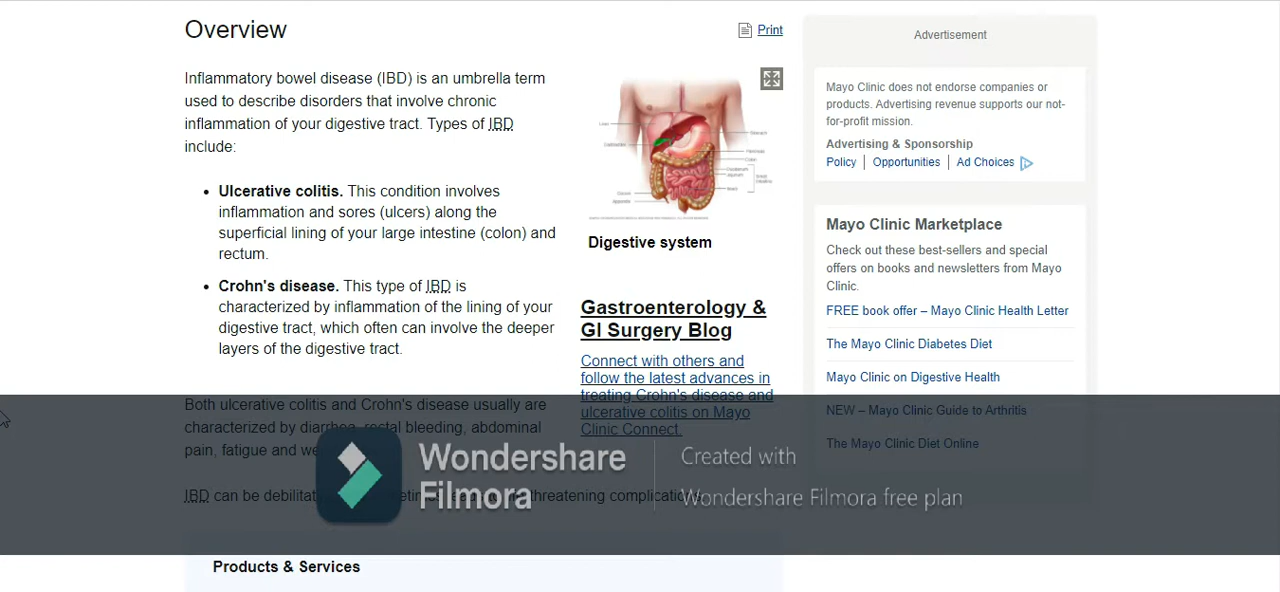 Overview
Print
Inflammatory bowel disease (IBD) is an umbrella term
used to describe disorders that involve chronic
inflammation of your digestive tract. Types of IBD
include:
• Ulcerative colitis. This condition involves
inflammation and sores (ulcers) along the
superficial lining of your large intestine (colon) and
rectum.
• Crohn's disease. This type of IBD is
characterized by inflammation of the lining of your
digestive tract, which often can involve the deeper
layers of the digestive tract.
Both ulcerative colitis and Crohn's disease usually are
characterized by diarrhea, rectal bleeding, abdominal
pain, fatigue and
IBD can be threatening
Digestive system
Gastroenterology &
GI Surgery Blog
Connect with others and
follow the latest advances in
treating Crohn's disease and
ulcerative colitis on Mayo
Clinic Connect.
Advertisement
Mayo Clinic does not endorse companies or
products. Advertising revenue supports our not-
for-profit mission.
Advertising & Sponsorship
Policy | Opportunities | Ad Choices
Mayo Clinic Marketplace
Check out these best-sellers and special
offers on books and newsletters from Mayo
Clinic.
FREE book offer – Mayo Clinic Health Letter
The Mayo Clinic Diabetes Diet
Mayo Clinic on Digestive Health
NEW – Mayo Clinic Guide to Arthritis
The Mayo Clinic Diet Online
Wondershare
Filmora
Created with
Wondershare Filmora free plan
Products & Services